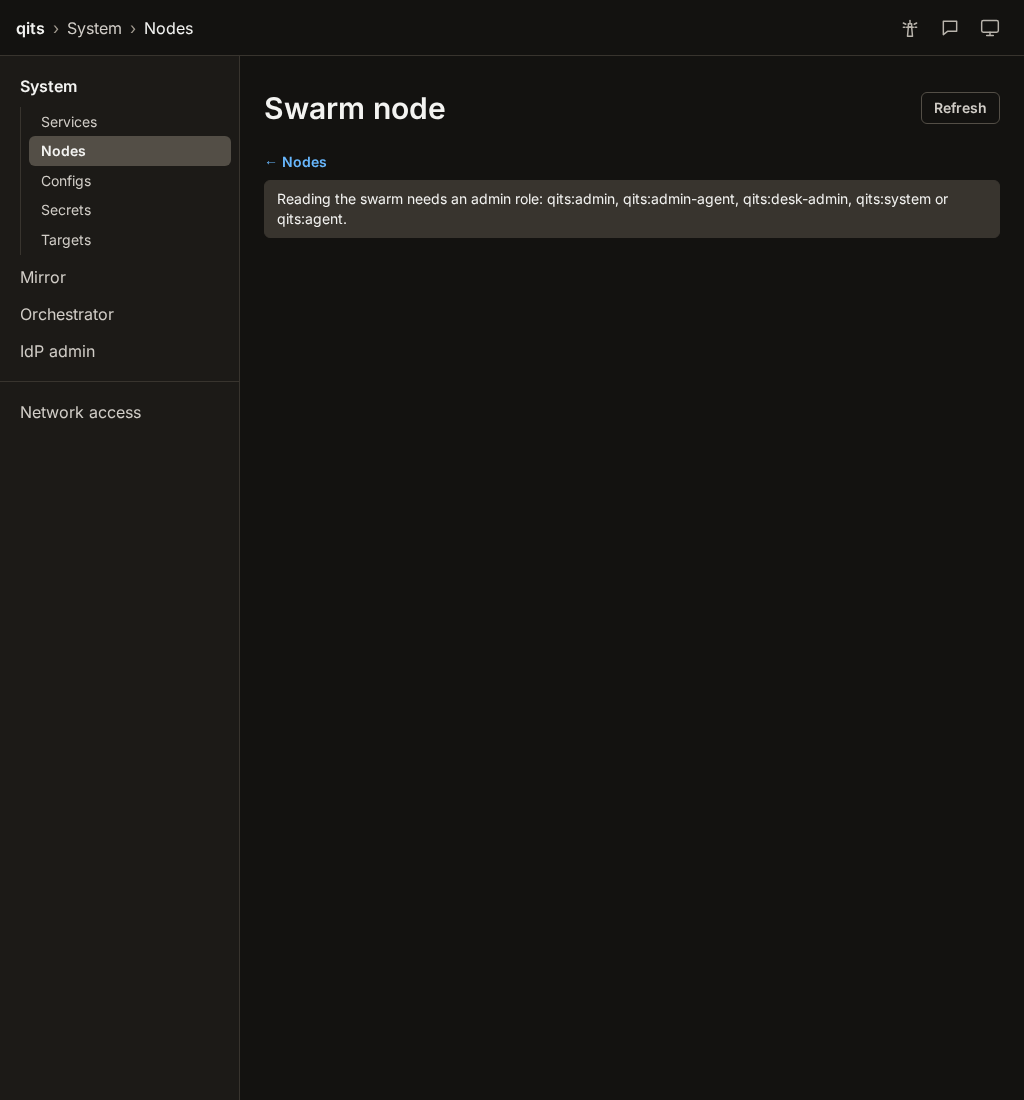 qits › System › Nodes
System
Services
Nodes
Configs
Secrets
Targets
Mirror
Orchestrator
IdP admin
Network access
Swarm node
Refresh
← Nodes
Reading the swarm needs an admin role: qits:admin, qits:admin-agent, qits:desk-admin, qits:system or
qits:agent.